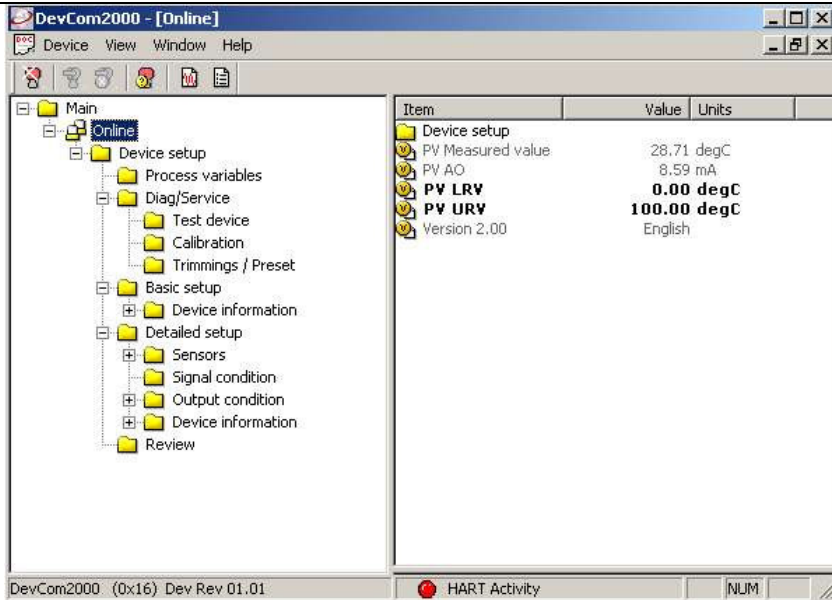 DevCom2000 - [Online]
Device View Window Help
Main
Online
Device setup
Process variables
Diag/Service
Test device
Calibration
Trimmings / Preset
Basic setup
Device information
Detailed setup
Sensors
Signal condition
Output condition
Device information
Review
Item Value Units
Device setup
PV Measured value 28.71 degC
PV AO 8.59 mA
PV LRV 0.00 degC
PV URV 100.00 degC
Version 2.00 English
DevCom2000 (0x16) Dev Rev 01.01 HART Activity NUM